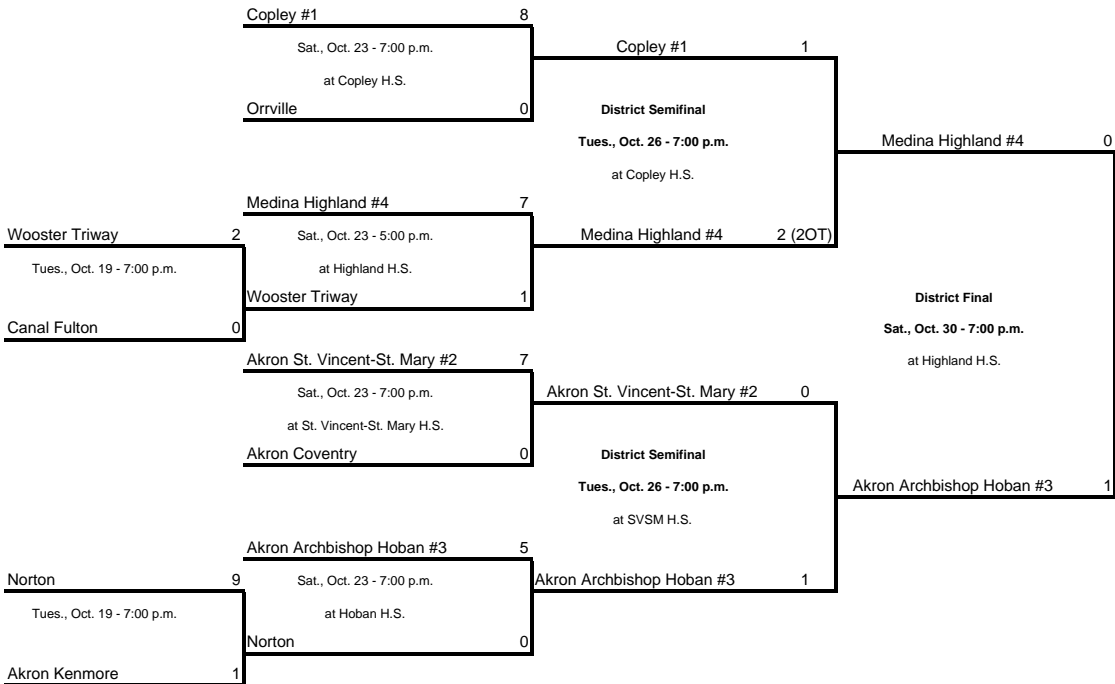 Copley #1 8
Sat., Oct. 23 - 7:00 p.m.
Copley #1 1
at Copley H.S.
Orrville 0
District Semifinal
Tues., Oct. 26 - 7:00 p.m.
Medina Highland #4 0
at Copley H.S.
Medina Highland #4 7
Wooster Triway 2
Sat., Oct. 23 - 5:00 p.m.
Medina Highland #4 2 (2OT)
Tues., Oct. 19 - 7:00 p.m.
at Highland H.S.
Wooster Triway 1
District Final
Canal Fulton 0
Sat., Oct. 30 - 7:00 p.m.
Akron St. Vincent-St. Mary #2 7
at Highland H.S.
Sat., Oct. 23 - 7:00 p.m.
Akron St. Vincent-St. Mary #2 0
at St. Vincent-St. Mary H.S.
Akron Coventry 0
District Semifinal
Tues., Oct. 26 - 7:00 p.m.
Akron Archbishop Hoban #3 1
at SVSM H.S.
Akron Archbishop Hoban #3 5
Norton 9
Sat., Oct. 23 - 7:00 p.m.
Akron Archbishop Hoban #3 1
Tues., Oct. 19 - 7:00 p.m.
at Hoban H.S.
Norton 0
Akron Kenmore 1